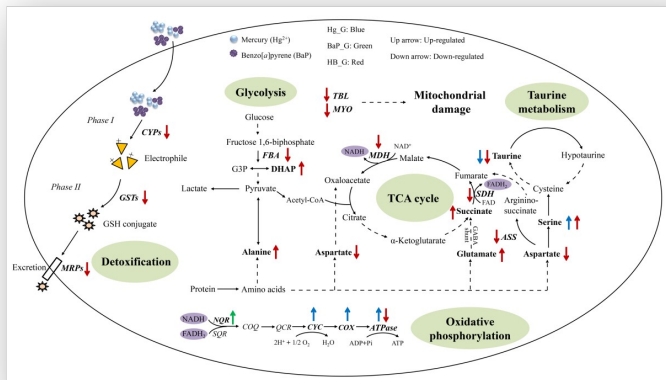 Mercury (Hg²⁺)
Benzo[a]pyrene (BaP)
Hg_G: Blue
BaP_G: Green
HB_G: Red
Up arrow: Up-regulated
Down arrow: Down-regulated
Phase I
CYPs
Electrophile
Phase II
GSTs
GSH conjugate
Excretion
MRPs
Detoxification
Glycolysis
Glucose
Fructose 1,6-biphosphate
FBA
G3P
DHAP
Lactate
Pyruvate
Acetyl-CoA
Alanine
Protein
Amino acids
TBL
MYO
Mitochondrial
damage
NADH
MDH
NAD⁺
Malate
Oxaloacetate
Citrate
α-Ketoglutarate
TCA cycle
Fumarate
FADH₂
SDH
FAD
Succinate
GABA
shunt
Glutamate
Aspartate
Taurine
metabolism
Taurine
Hypotaurine
Cysteine
Arginino-
succinate
Serine
ASS
Aspartate
NADH
NQR
FADH₂
SQR
COQ
QCR
CYC
COX
ATPase
2H⁺ + 1/2 O₂
H₂O
ADP+Pi
ATP
Oxidative
phosphorylation